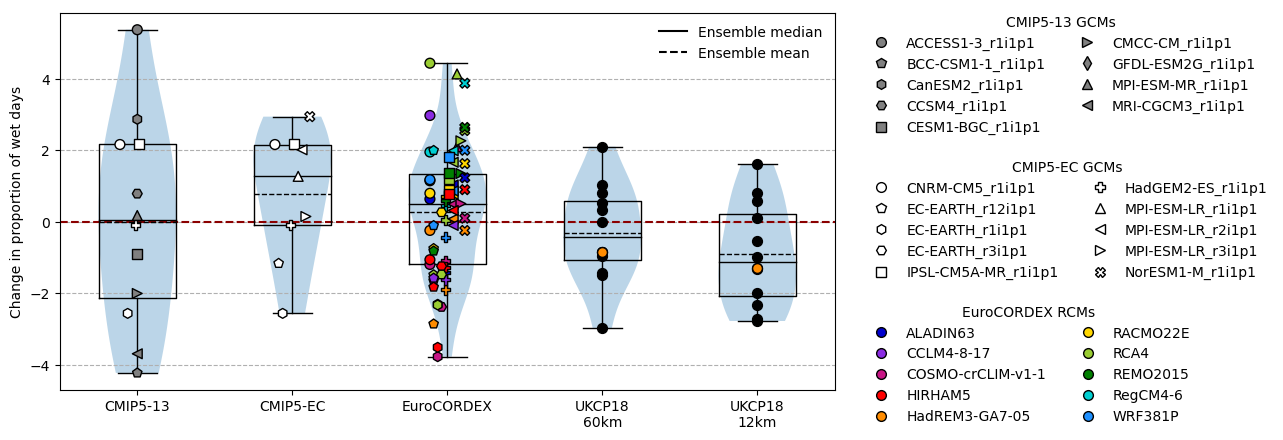 Change in proportion of wet days
4
2
0
−2
−4
Ensemble median
Ensemble mean
CMIP5-13
CMIP5-EC
EuroCORDEX
UKCP18
60km
UKCP18
12km
CMIP5-13 GCMs
ACCESS1-3_r1i1p1
BCC-CSM1-1_r1i1p1
CanESM2_r1i1p1
CCSM4_r1i1p1
CESM1-BGC_r1i1p1
CMCC-CM_r1i1p1
GFDL-ESM2G_r1i1p1
MPI-ESM-MR_r1i1p1
MRI-CGCM3_r1i1p1
CMIP5-EC GCMs
CNRM-CM5_r1i1p1
EC-EARTH_r12i1p1
EC-EARTH_r1i1p1
EC-EARTH_r3i1p1
IPSL-CM5A-MR_r1i1p1
HadGEM2-ES_r1i1p1
MPI-ESM-LR_r1i1p1
MPI-ESM-LR_r2i1p1
MPI-ESM-LR_r3i1p1
NorESM1-M_r1i1p1
EuroCORDEX RCMs
ALADIN63
CCLM4-8-17
COSMO-crCLIM-v1-1
HIRHAM5
HadREM3-GA7-05
RACMO22E
RCA4
REMO2015
RegCM4-6
WRF381P